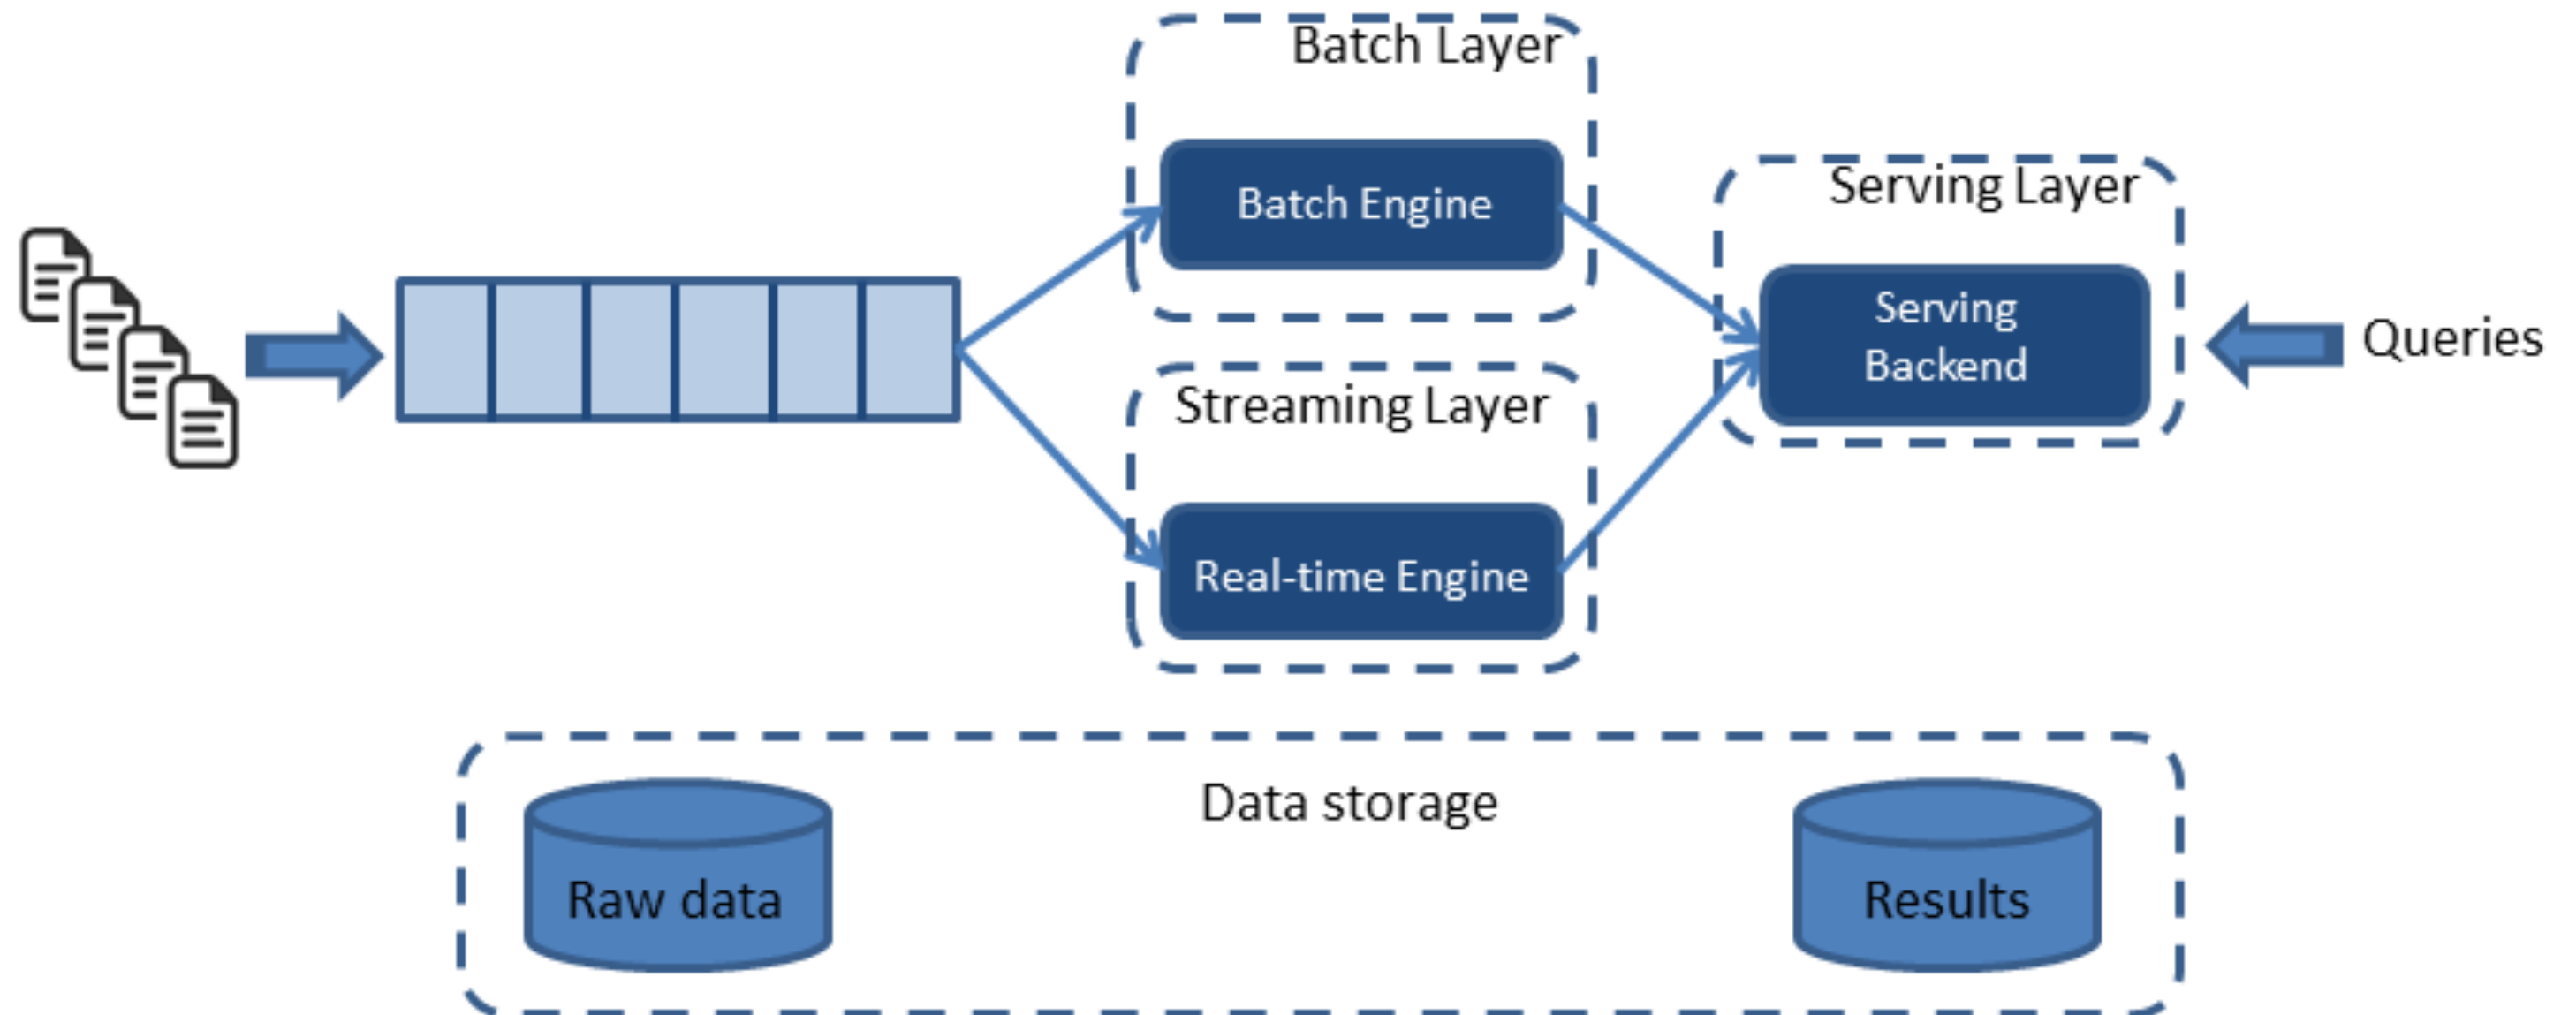 Batch Layer
Batch Engine
Streaming Layer
Real-time Engine
Serving Layer
Serving
Backend
Queries
Data storage
Raw data
Results